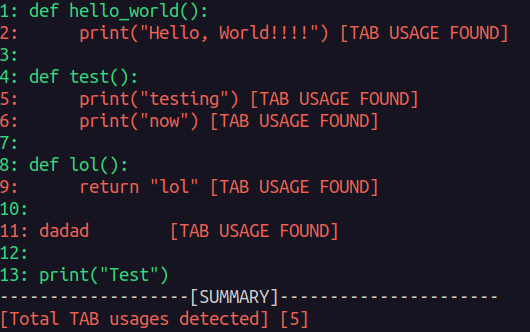 1: def hello_world():
2:      print("Hello, World!!!!") [TAB USAGE FOUND]
3:
4: def test():
5:      print("testing") [TAB USAGE FOUND]
6:      print("now") [TAB USAGE FOUND]
7:
8: def lol():
9:      return "lol" [TAB USAGE FOUND]
10:
11: dadad        [TAB USAGE FOUND]
12:
13: print("Test")
-------------------[SUMMARY]----------------------
[Total TAB usages detected] [5]